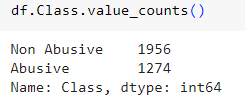 df.Class.value_counts()
Non Abusive    1956
Abusive        1274
Name: Class, dtype: int64